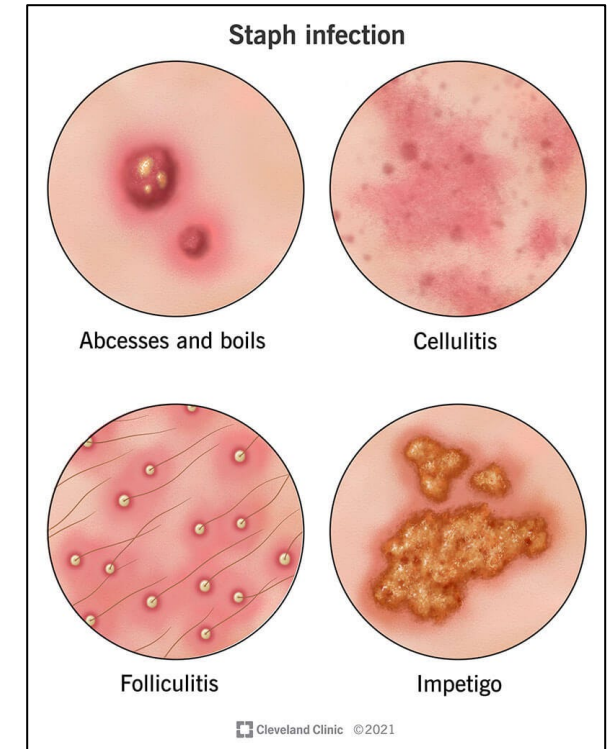 Staph infection
Abcesses and boils
Cellulitis
Folliculitis
Impetigo
Cleveland Clinic ©2021